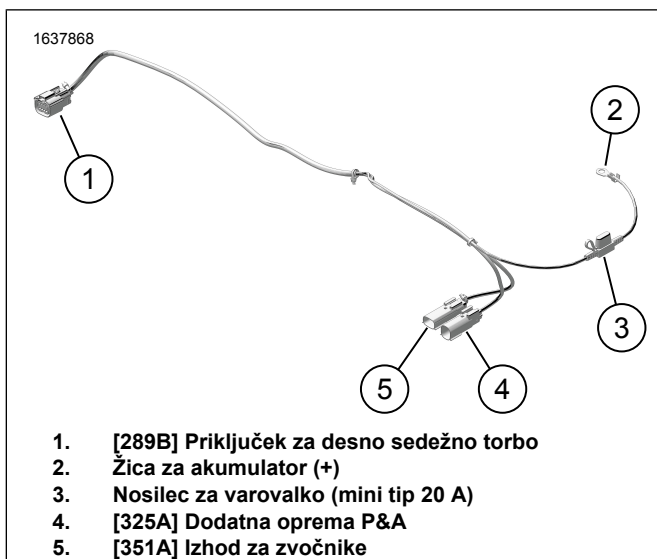 1637868
1
2
3
4
5
1. [289B] Priključek za desno sedežno torbo
2. Žica za akumulator (+)
3. Nosilec za varovalko (mini tip 20 A)
4. [325A] Dodatna oprema P&A
5. [351A] Izhod za zvočnike